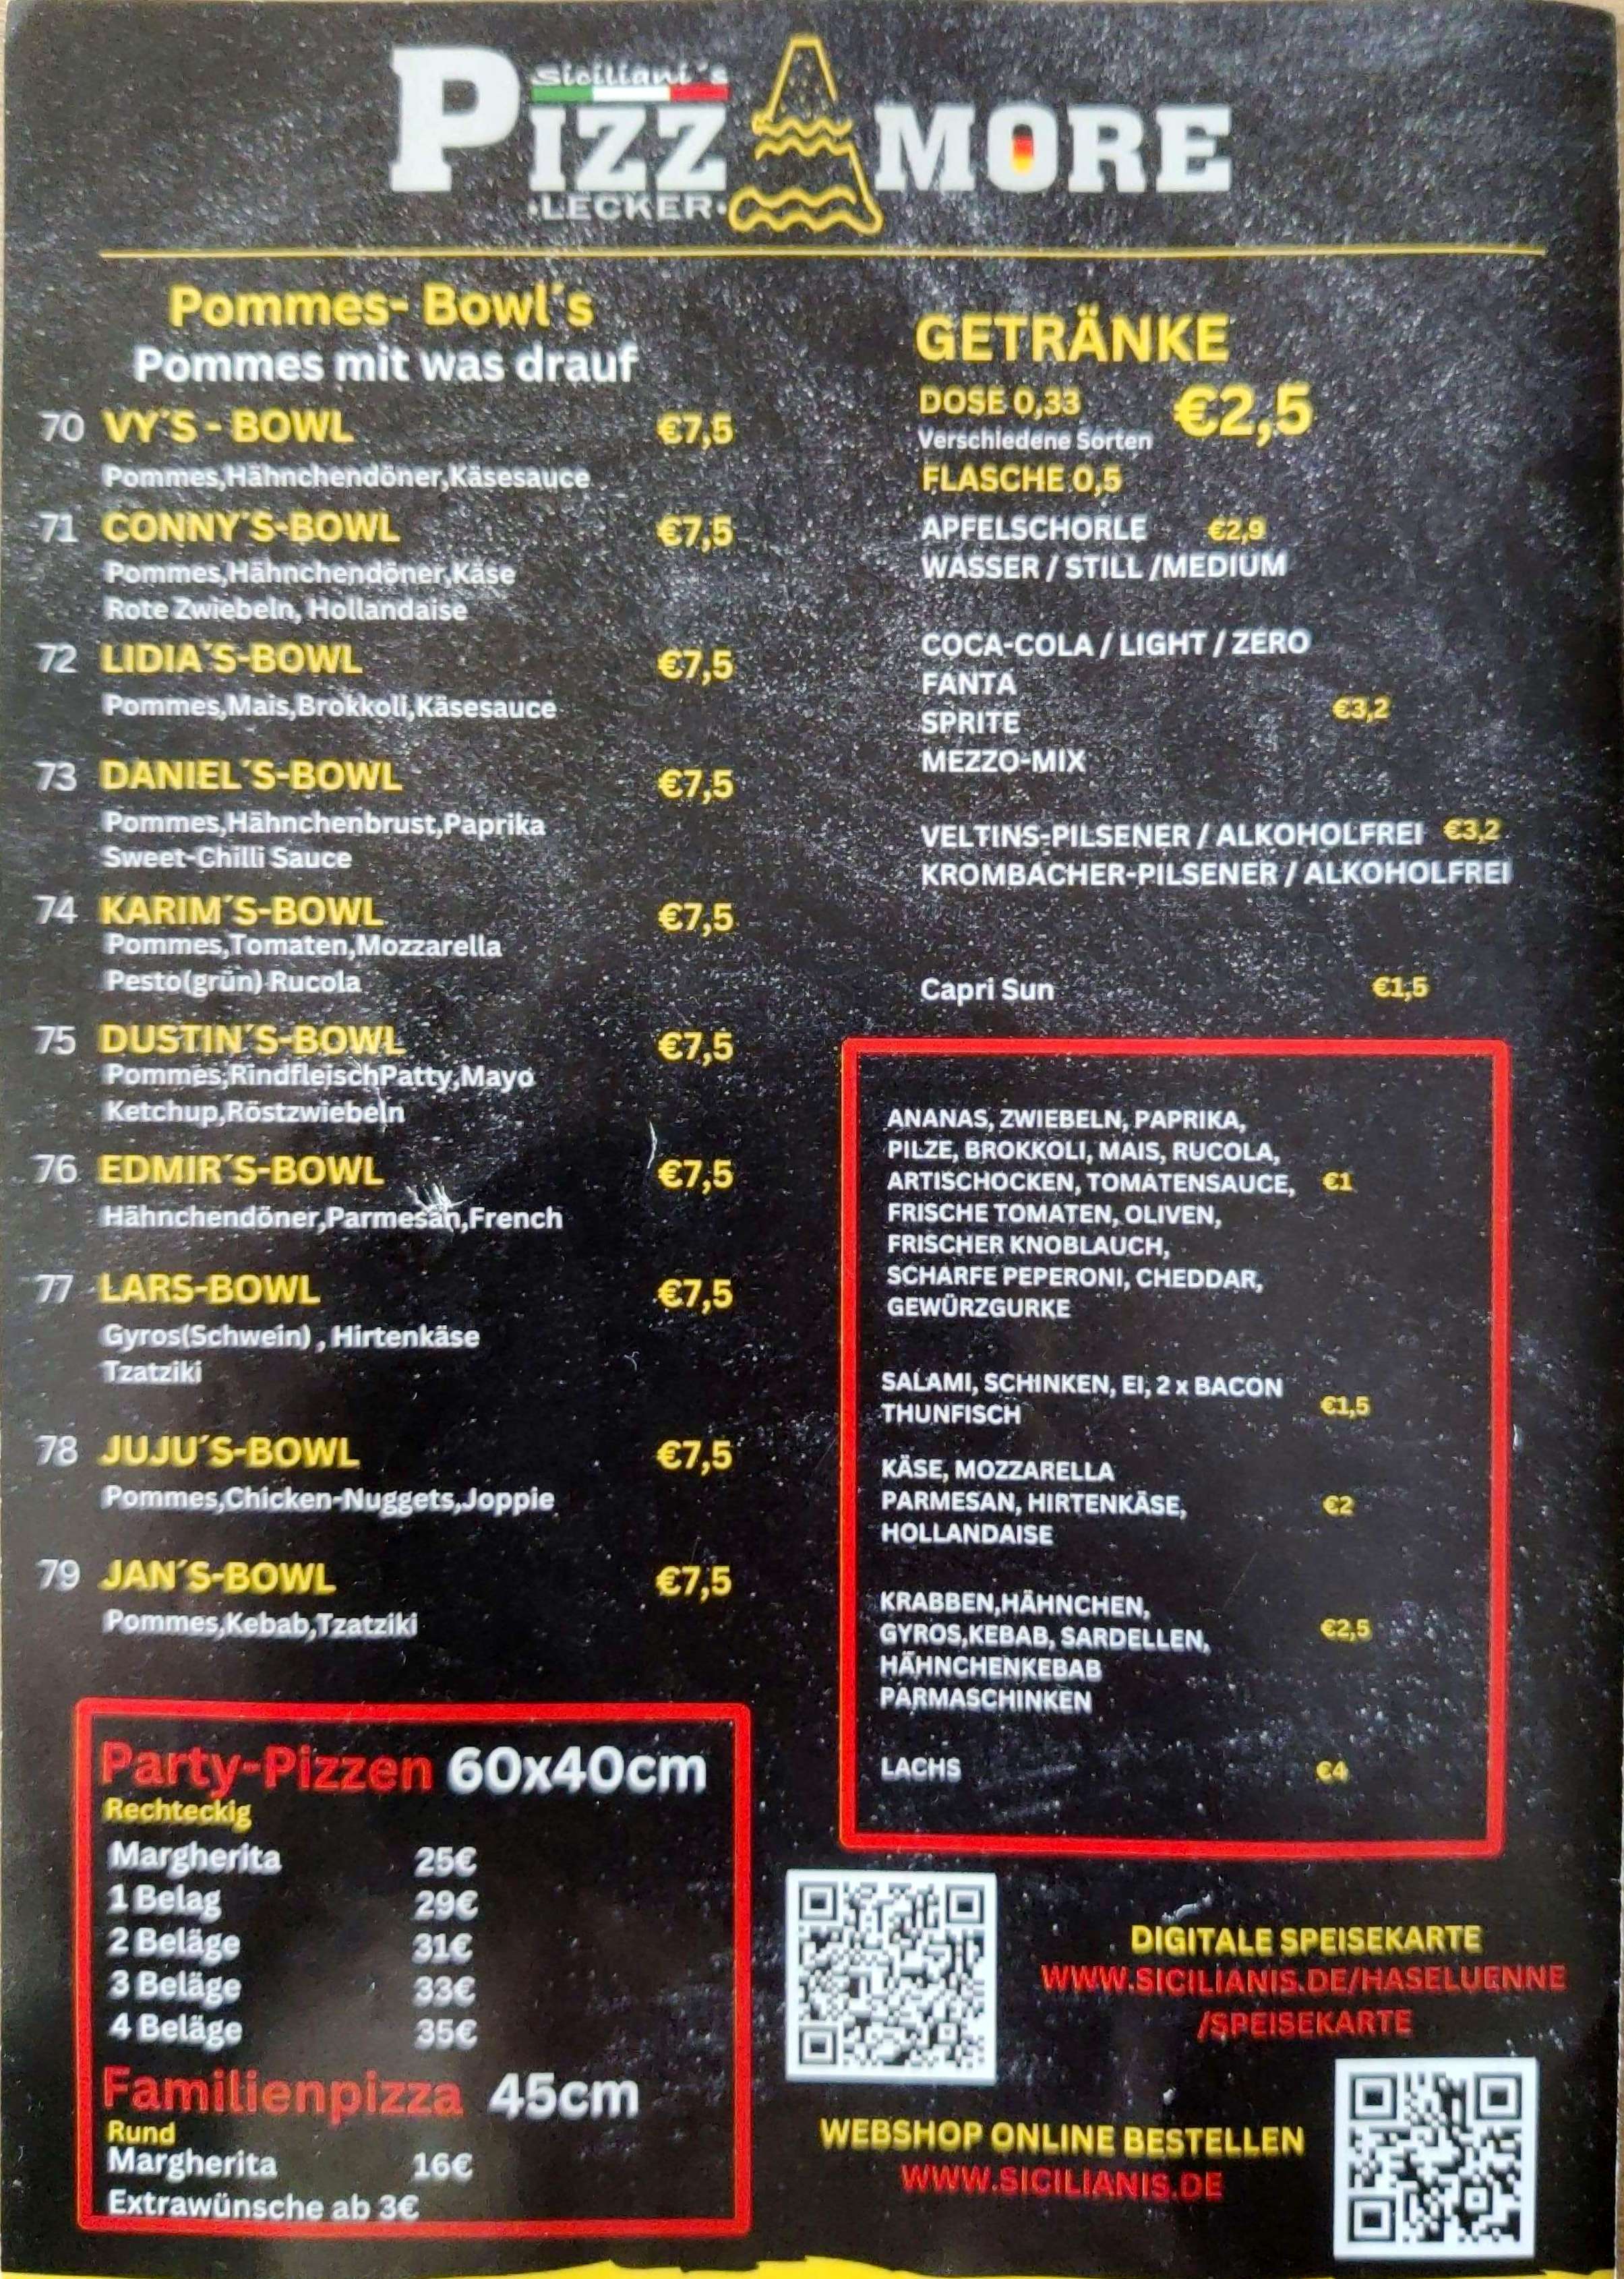 Siciliani's
PIZZ AMORE
•LECKER•
Pommes- Bowl´s
Pommes mit was drauf
70 VY´S - BOWL €7,5
Pommes,Hähnchendöner,Käsesauce
71 CONNY´S-BOWL €7,5
Pommes,Hähnchendöner,Käse
Rote Zwiebeln, Hollandaise
72 LIDIA´S-BOWL €7,5
Pommes,Mais,Brokkoli,Käsesauce
73 DANIEL´S-BOWL €7,5
Pommes,Hähnchenbrust,Paprika
Sweet-Chilli Sauce
74 KARIM´S-BOWL €7,5
Pommes,Tomaten,Mozzarella
Pesto(grün) Rucola
75 DUSTIN´S-BOWL €7,5
Pommes,RindfleischPatty,Mayo
Ketchup,Röstzwiebeln
76 EDMIR´S-BOWL €7,5
Hähnchendöner,Parmesan,French
77 LARS-BOWL €7,5
Gyros(Schwein) , Hirtenkäse
Tzatziki
78 JUJU´S-BOWL €7,5
Pommes,Chicken-Nuggets,Joppie
79 JAN´S-BOWL €7,5
Pommes,Kebab,Tzatziki
Party-Pizzen 60x40cm
Rechteckig
Margherita 25€
1 Belag 29€
2 Beläge 31€
3 Beläge 33€
4 Beläge 35€
Familienpizza 45cm
Rund
Margherita 16€
Extrawünsche ab 3€
GETRÄNKE
DOSE 0,33 €2,5
Verschiedene Sorten
FLASCHE 0,5
APFELSCHORLE €2,9
WASSER / STILL /MEDIUM
COCA-COLA / LIGHT / ZERO
FANTA
SPRITE €3,2
MEZZO-MIX
VELTINS-PILSENER / ALKOHOLFREI €3,2
KROMBACHER-PILSENER / ALKOHOLFREI
Capri Sun €1,5
ANANAS, ZWIEBELN, PAPRIKA,
PILZE, BROKKOLI, MAIS, RUCOLA,
ARTISCHOCKEN, TOMATENSAUCE, €1
FRISCHE TOMATEN, OLIVEN,
FRISCHER KNOBLAUCH,
SCHARFE PEPERONI, CHEDDAR,
GEWÜRZGURKE
SALAMI, SCHINKEN, EI, 2 x BACON
THUNFISCH €1,5
KÄSE, MOZZARELLA
PARMESAN, HIRTENKÄSE, €2
HOLLANDAISE
KRABBEN,HÄHNCHEN,
GYROS,KEBAB, SARDELLEN, €2,5
HÄHNCHENKEBAB
PARMASCHINKEN
LACHS €4
DIGITALE SPEISEKARTE
WWW.SICILIANIS.DE/HASELUENNE
/SPEISEKARTE
WEBSHOP ONLINE BESTELLEN
WWW.SICILIANIS.DE